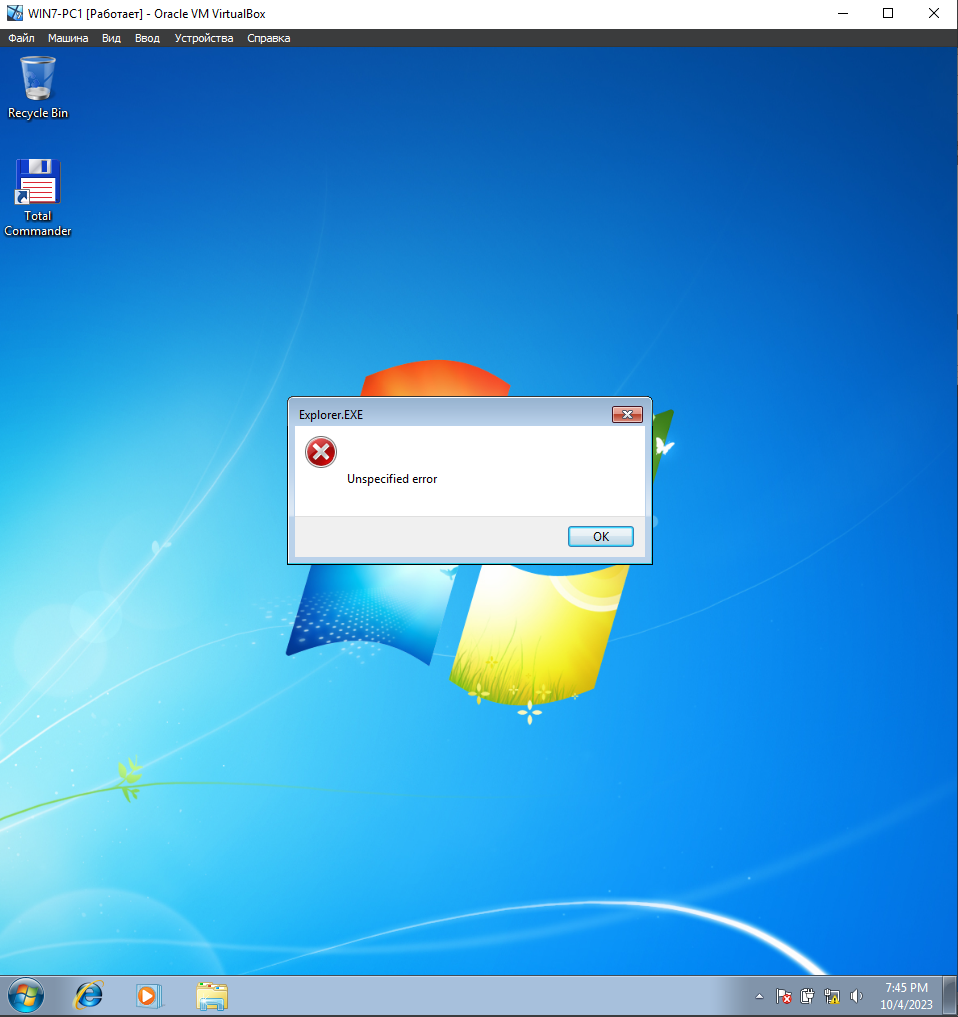 WIN7-PC1 [Работает] - Oracle VM VirtualBox
Файл Машина Вид Ввод Устройства Справка
Recycle Bin
Total
Commander
Explorer.EXE
Unspecified error
OK
7:45 PM
10/4/2023